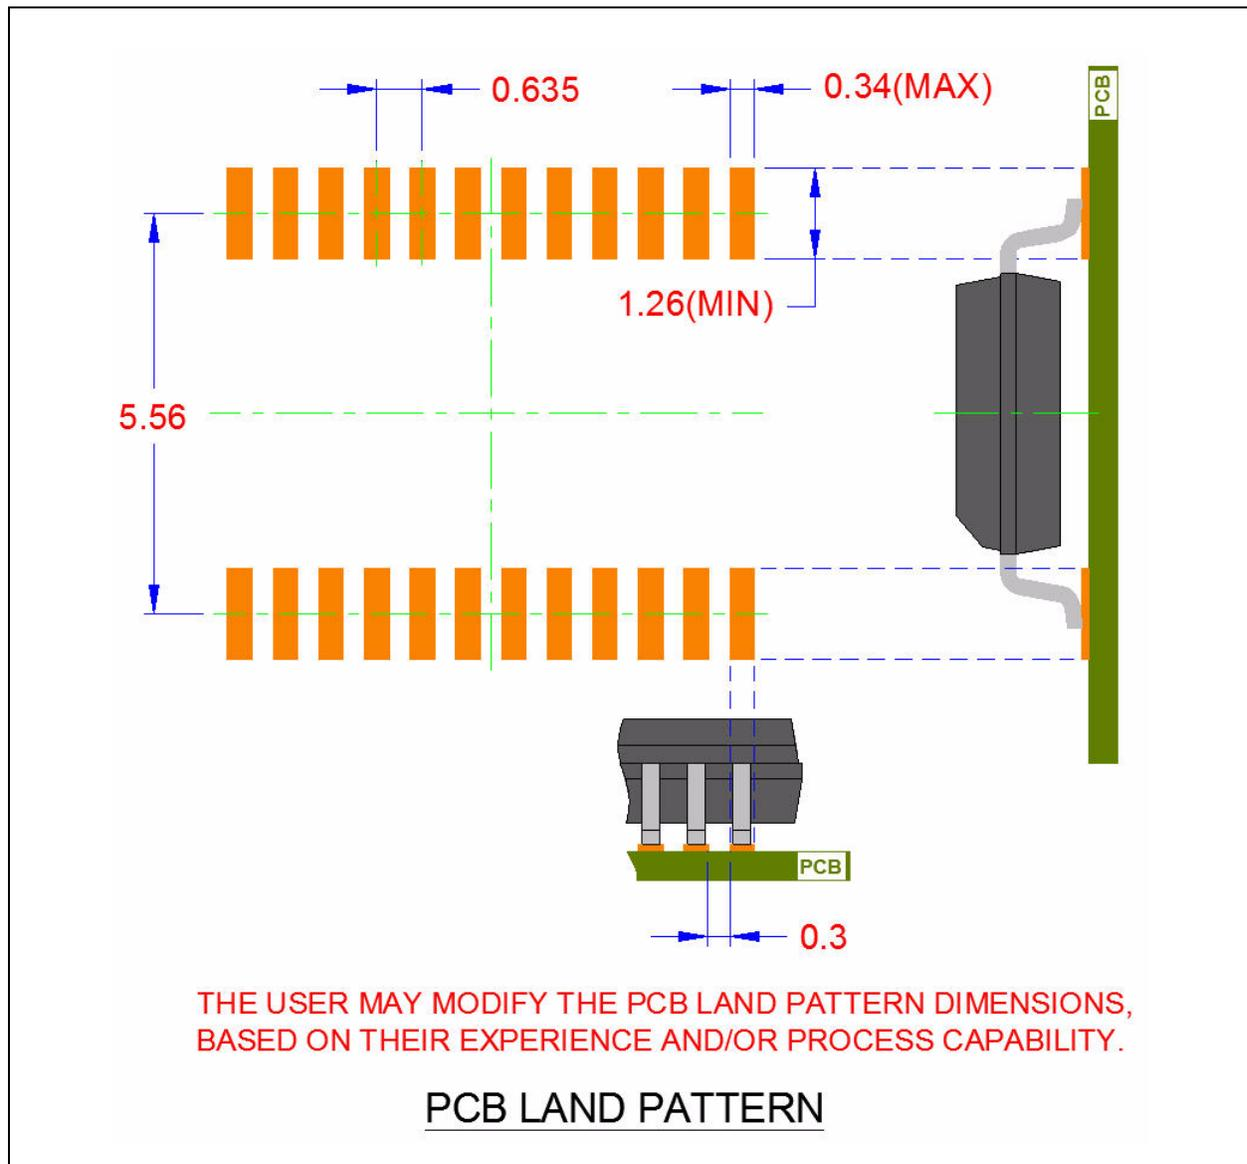 0.635
0.34(MAX)
PCB
1.26(MIN)
5.56
PCB
0.3
THE USER MAY MODIFY THE PCB LAND PATTERN DIMENSIONS,
BASED ON THEIR EXPERIENCE AND/OR PROCESS CAPABILITY.
PCB LAND PATTERN